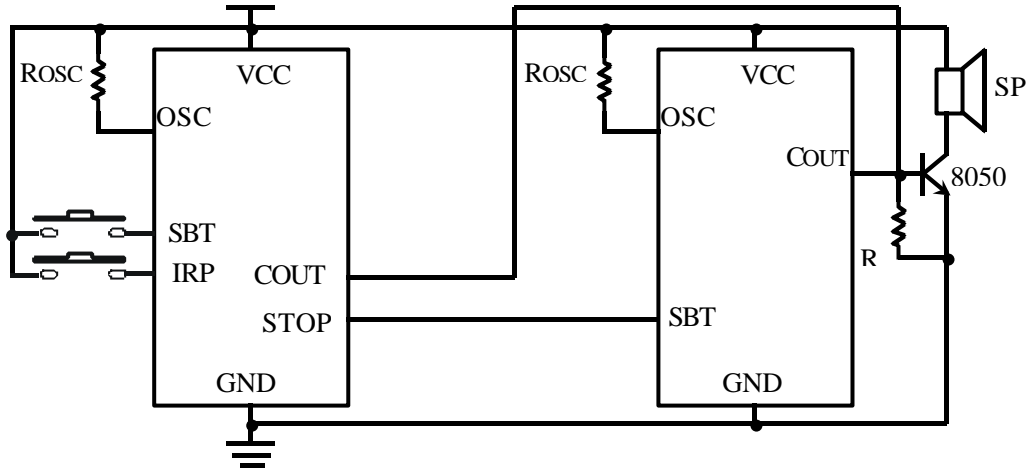 VCC
ROSC
OSC
SBT
IRP
COUT
STOP
GND
VCC
ROSC
OSC
COUT
SBT
GND
SP
8050
R